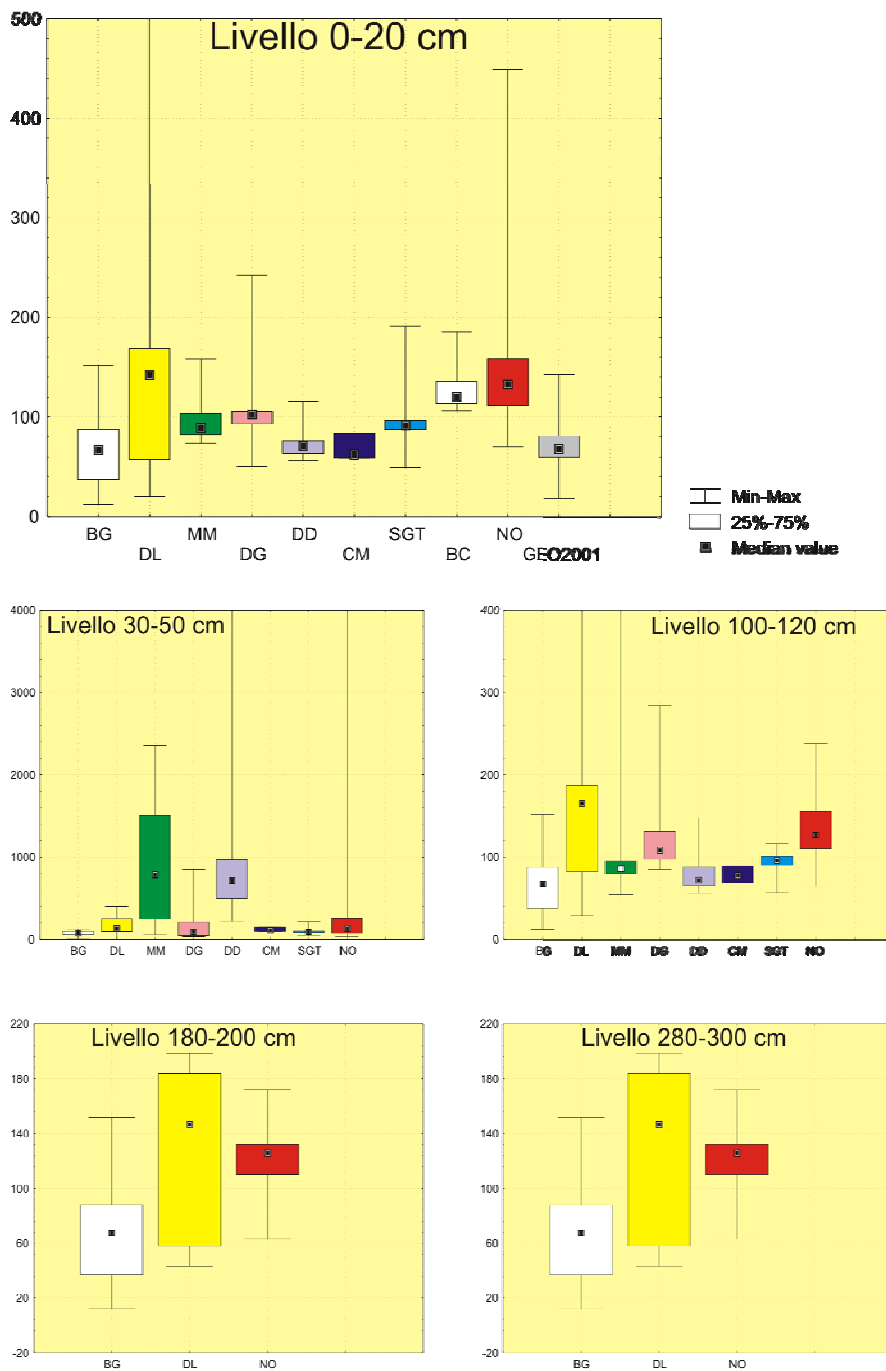 Livello 0-20 cm
500
400
300
200
100
0
BG MM DD SGT NO
DL DG CM BC GEO2001
Min-Max
25%-75%
Median value
Livello 30-50 cm
4000
3000
2000
1000
0
BG DL MM DG DD CM SGT NO
Livello 100-120 cm
400
300
200
100
0
BG DL MM DG DD CM SGT NO
Livello 180-200 cm
220
180
140
100
60
20
-20
BG DL NO
Livello 280-300 cm
220
180
140
100
60
20
-20
BG DL NO